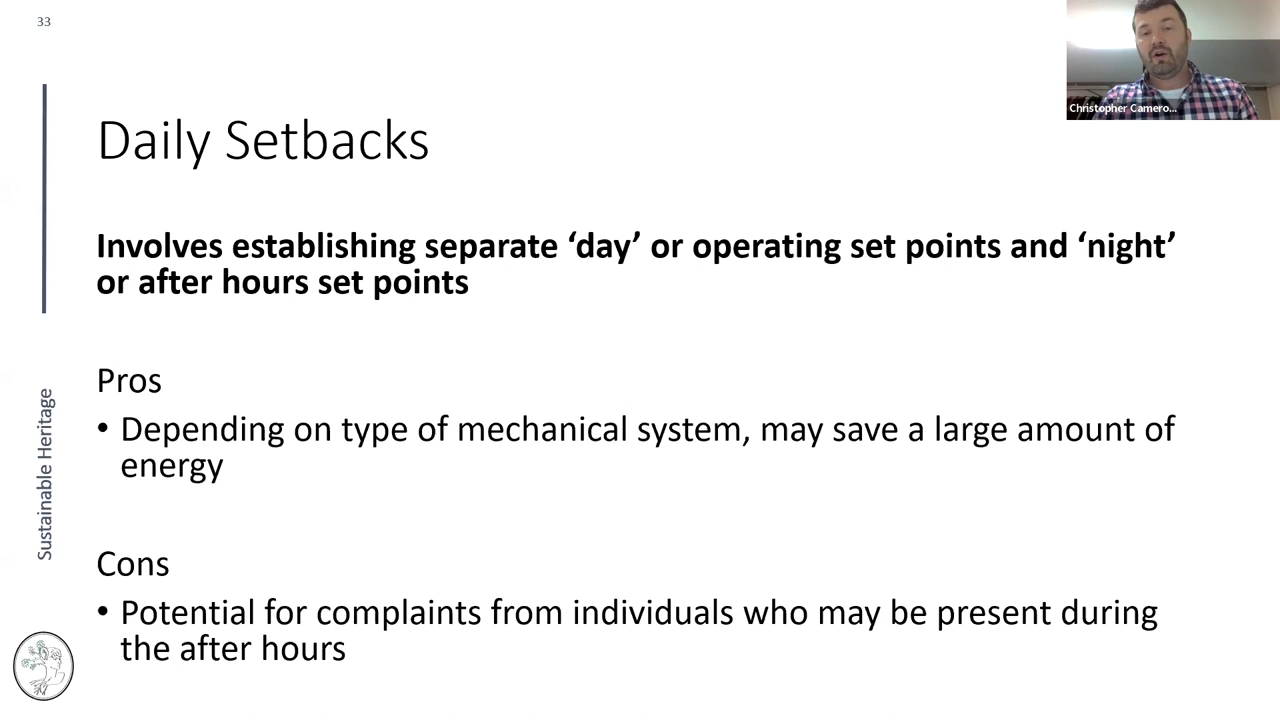 33
Christopher Camero...
Daily Setbacks
Involves establishing separate ‘day’ or operating set points and ‘night’
or after hours set points
Pros
• Depending on type of mechanical system, may save a large amount of
energy
Cons
• Potential for complaints from individuals who may be present during
the after hours
Sustainable Heritage